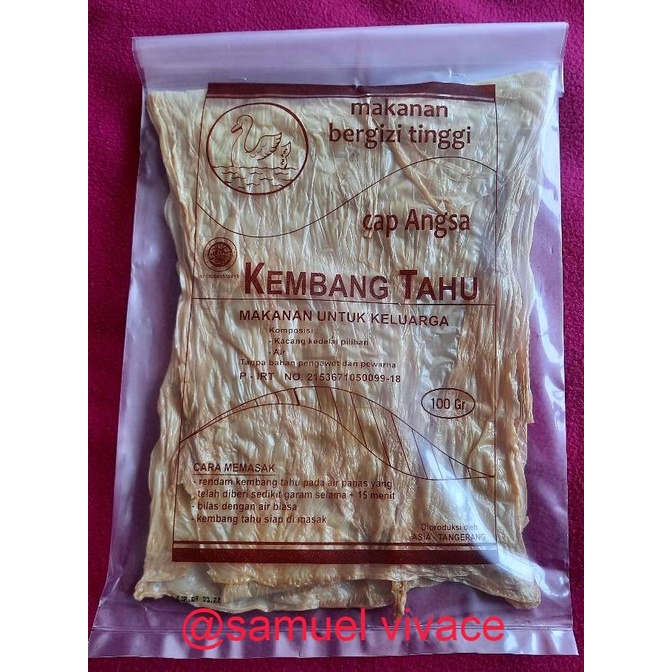 makanan
bergizi tinggi
cap Angsa
KEMBANG TAHU
MAKANAN UNTUK KELUARGA
Komposisi
- Kacang kedelai pilihan
- Air
Tanpa bahan pengawet dan pewarna
P - IRT NO. 2153671050099-18
100 Gr
CARA MEMASAK
- rendam kembang tahu pada air panas yang
telah diberi sedikit garam selama + 15 menit
- bilas dengan air biasa
- kembang tahu siap di masak
Diproduksi oleh
ASIA - TANGERANG
@samuel vivace